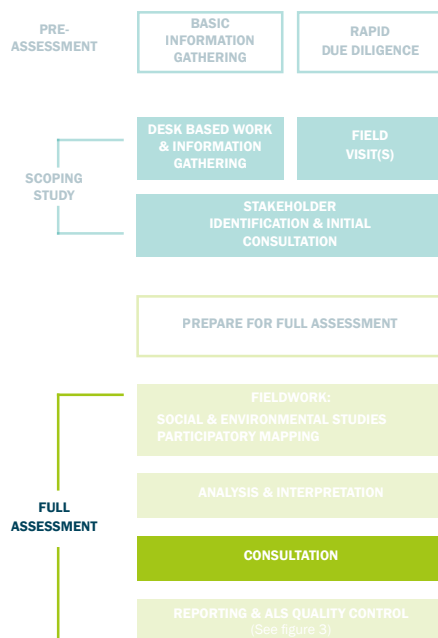 PRE-
ASSESSMENT
BASIC
INFORMATION
GATHERING
RAPID
DUE DILIGENCE
SCOPING
STUDY
DESK BASED WORK
& INFORMATION
GATHERING
FIELD
VISIT(S)
STAKEHOLDER
IDENTIFICATION & INITIAL
CONSULTATION
PREPARE FOR FULL ASSESSMENT
FULL
ASSESSMENT
FIELDWORK:
SOCIAL & ENVIRONMENTAL STUDIES
PARTICIPATORY MAPPING
ANALYSIS & INTERPRETATION
CONSULTATION
REPORTING & ALS QUALITY CONTROL
(See figure 3)